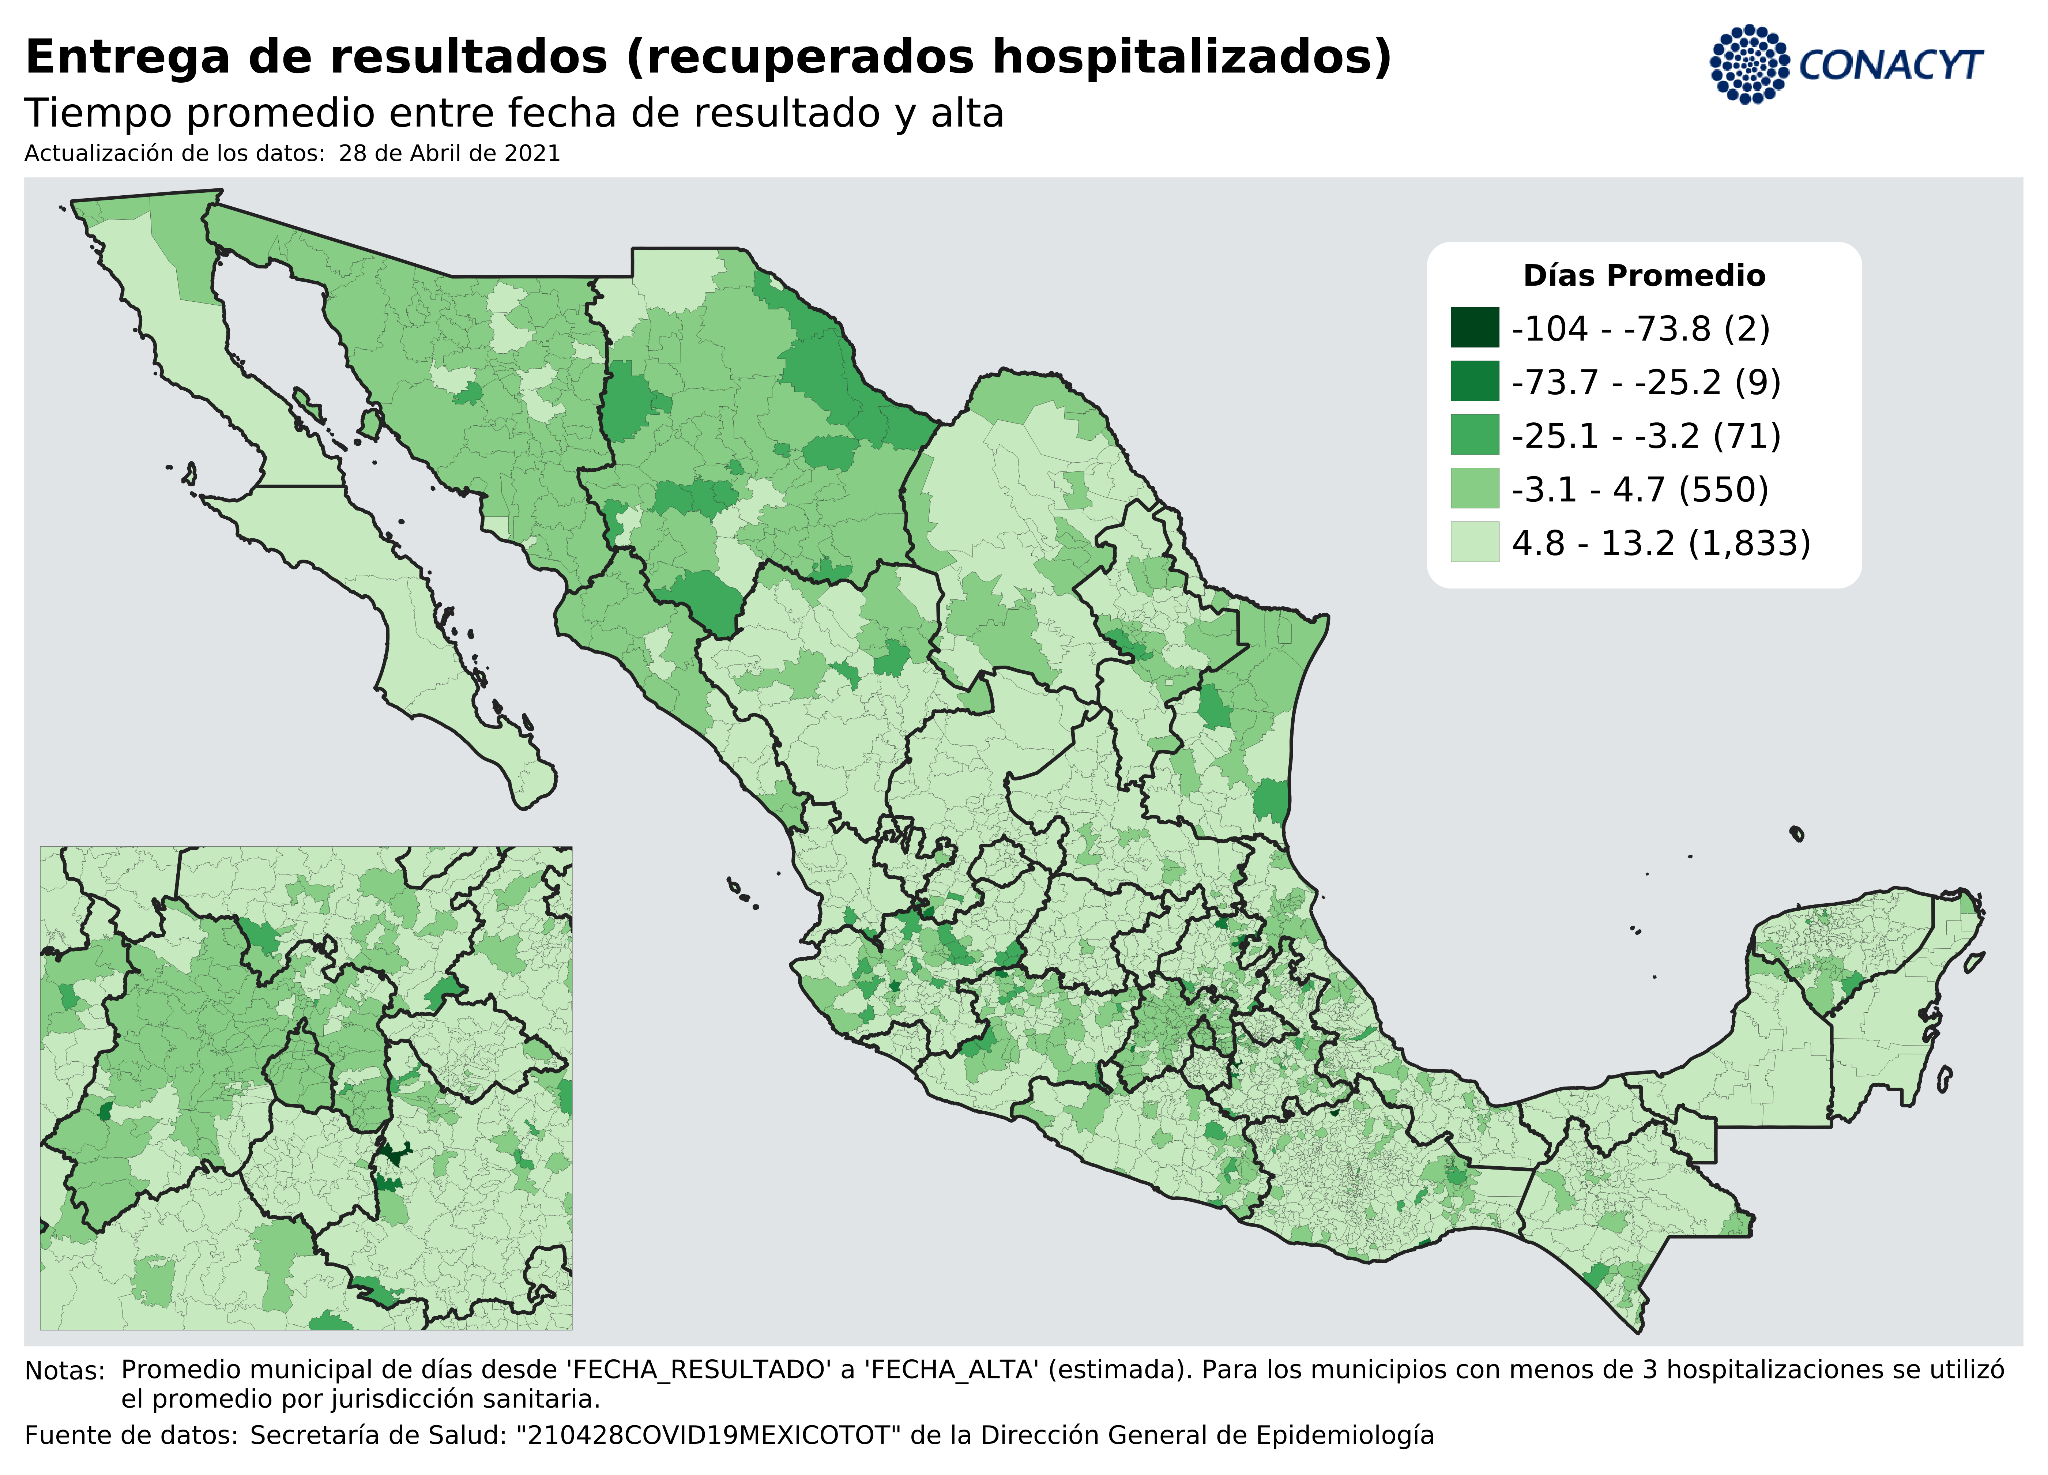 Entrega de resultados (recuperados hospitalizados)
Tiempo promedio entre fecha de resultado y alta
Actualización de los datos: 28 de Abril de 2021
CONACYT
Días Promedio
-104 - -73.8 (2)
-73.7 - -25.2 (9)
-25.1 - -3.2 (71)
-3.1 - 4.7 (550)
4.8 - 13.2 (1,833)
Notas: Promedio municipal de días desde 'FECHA_RESULTADO' a 'FECHA_ALTA' (estimada). Para los municipios con menos de 3 hospitalizaciones se utilizó
el promedio por jurisdicción sanitaria.
Fuente de datos: Secretaría de Salud: "210428COVID19MEXICOTOT" de la Dirección General de Epidemiología